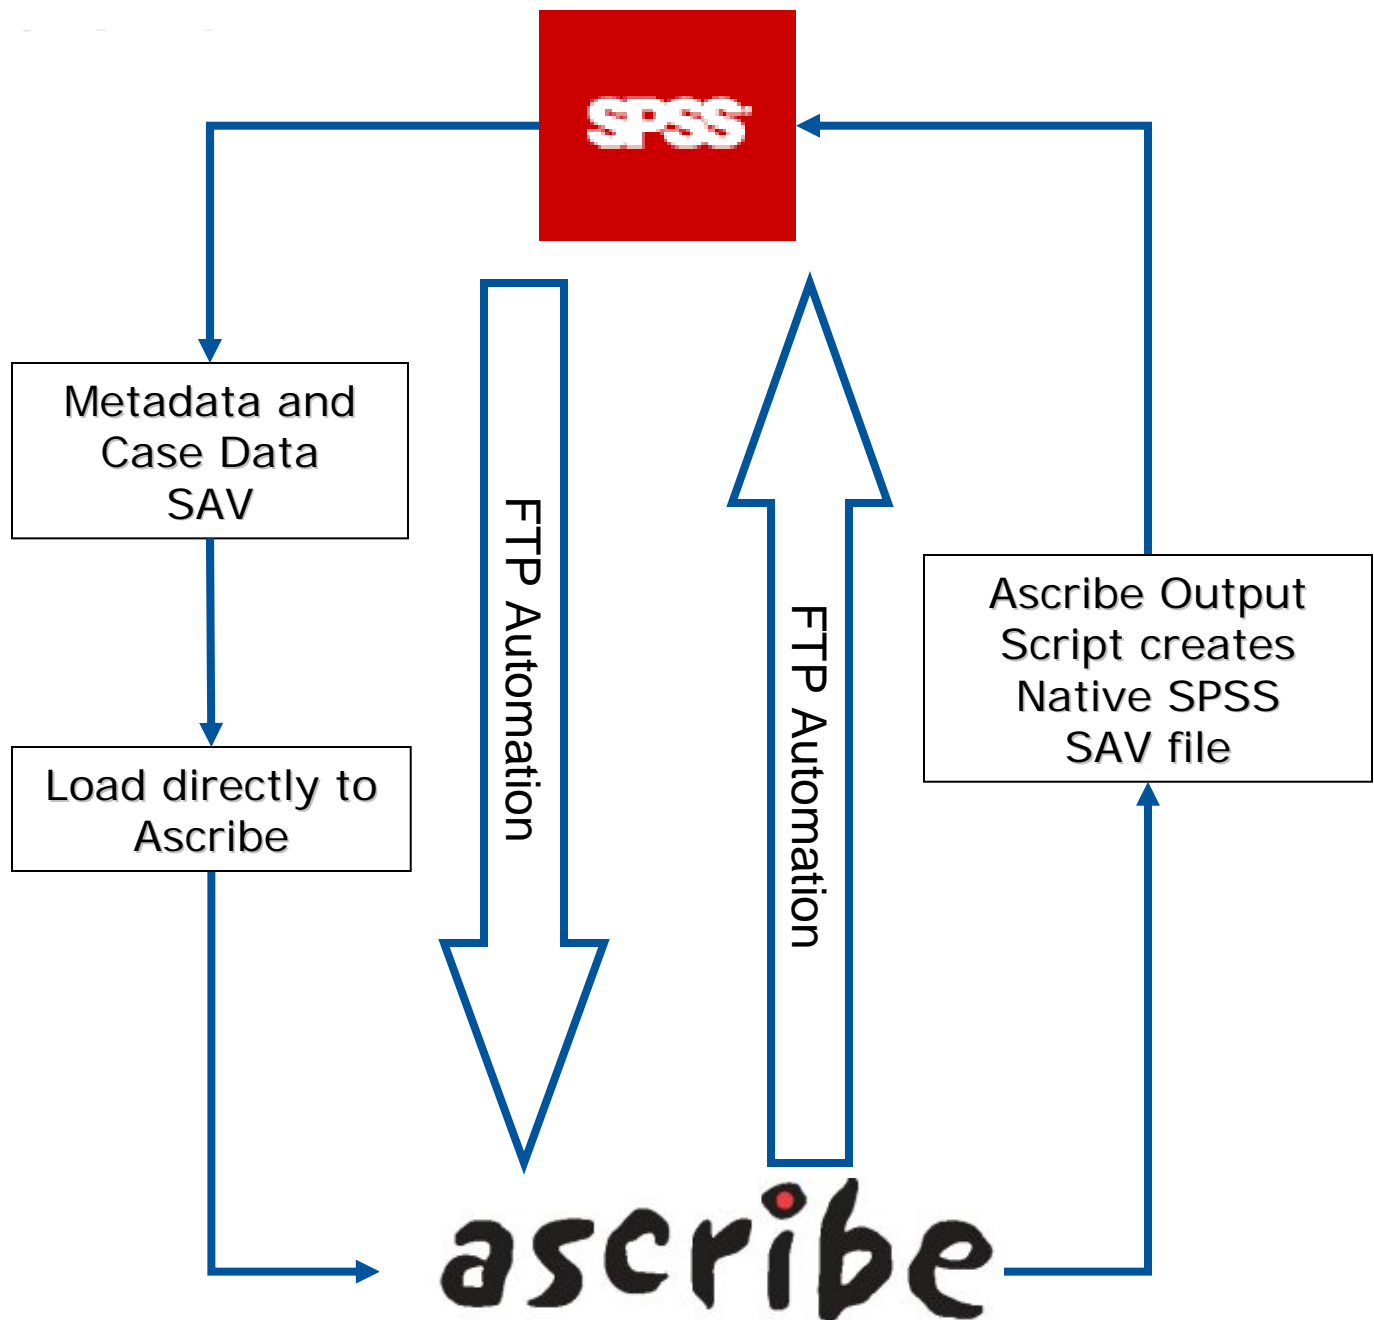 SPSS
Metadata and
Case Data
SAV
Load directly to
Ascribe
FTP Automation
FTP Automation
Ascribe Output
Script creates
Native SPSS
SAV file
ascribe